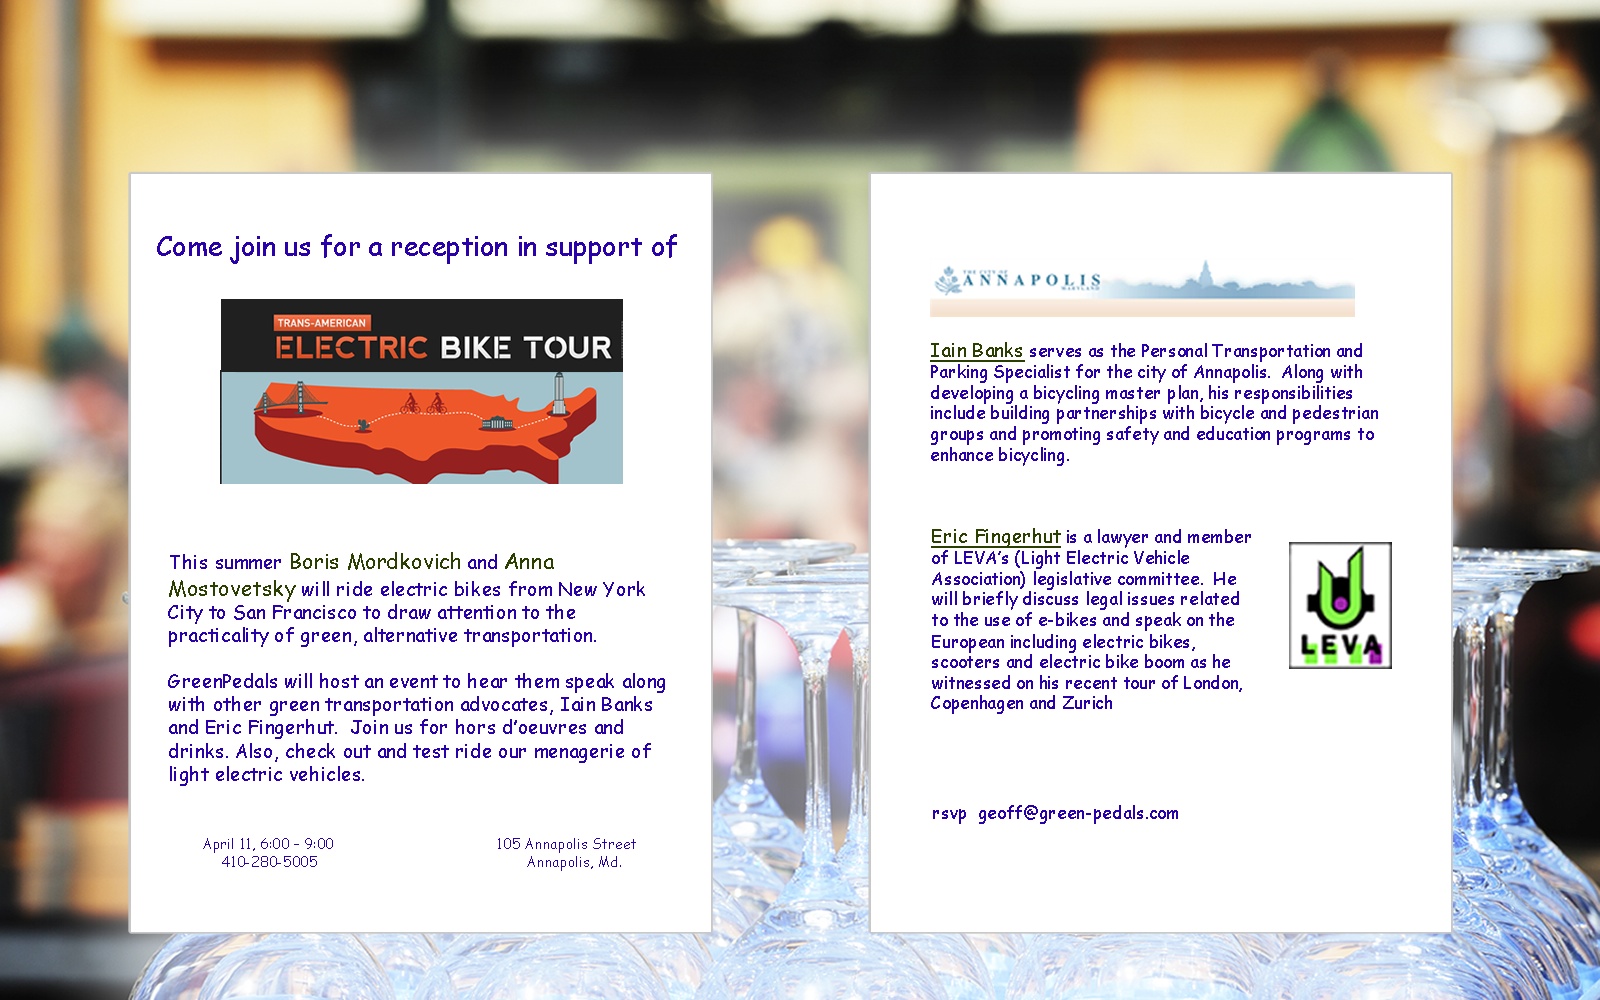 Come join us for a reception in support of
TRANS-AMERICAN
ELECTRIC BIKE TOUR
This summer Boris Mordkovich and Anna
Mostovetsky will ride electric bikes from New York
City to San Francisco to draw attention to the
practicality of green, alternative transportation.
GreenPedals will host an event to hear them speak along
with other green transportation advocates, Iain Banks
and Eric Fingerhut.  Join us for hors d’oeuvres and
drinks. Also, check out and test ride our menagerie of
light electric vehicles.
April 11, 6:00 – 9:00
410-280-5005
105 Annapolis Street
Annapolis, Md.
THE CITY OF
ANNAPOLIS
MARYLAND
Iain Banks serves as the Personal Transportation and
Parking Specialist for the city of Annapolis.  Along with
developing a bicycling master plan, his responsibilities
include building partnerships with bicycle and pedestrian
groups and promoting safety and education programs to
enhance bicycling.
Eric Fingerhut is a lawyer and member
of LEVA’s (Light Electric Vehicle
Association) legislative committee.  He
will briefly discuss legal issues related
to the use of e-bikes and speak on the
European including electric bikes,
scooters and electric bike boom as he
witnessed on his recent tour of London,
Copenhagen and Zurich
LEVA
rsvp  geoff@green-pedals.com